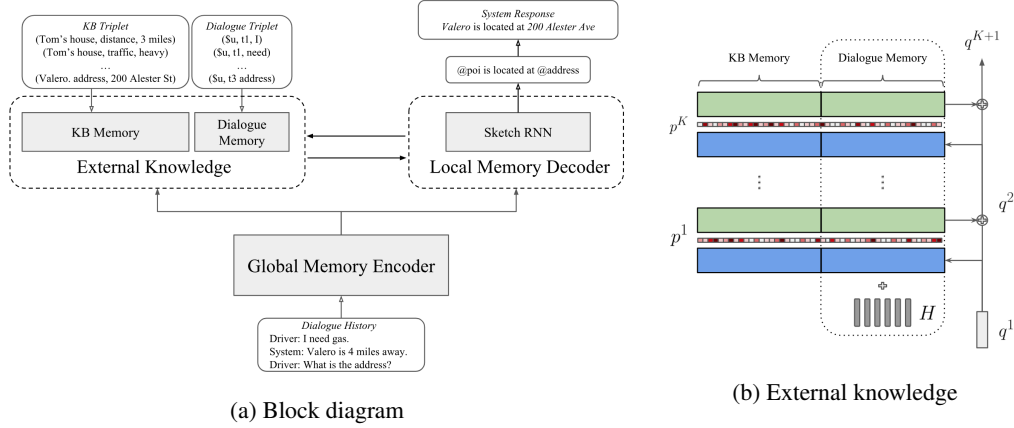 KB Triplet
(Tom's house, distance, 3 miles)
(Tom's house, traffic, heavy)
…
(Valero. address, 200 Alester St)
Dialogue Triplet
($u, t1, I)
($u, t1, need)
…
($u, t3 address)
System Response
Valero is located at 200 Alester Ave
@poi is located at @address
KB Memory
Dialogue
Memory
External Knowledge
Sketch RNN
Local Memory Decoder
Global Memory Encoder
Dialogue History
Driver: I need gas.
System: Valero is 4 miles away.
Driver: What is the address?
(a) Block diagram
KB Memory
Dialogue Memory
q^{K+1}
p^K
q^2
p^1
H
q^1
(b) External knowledge